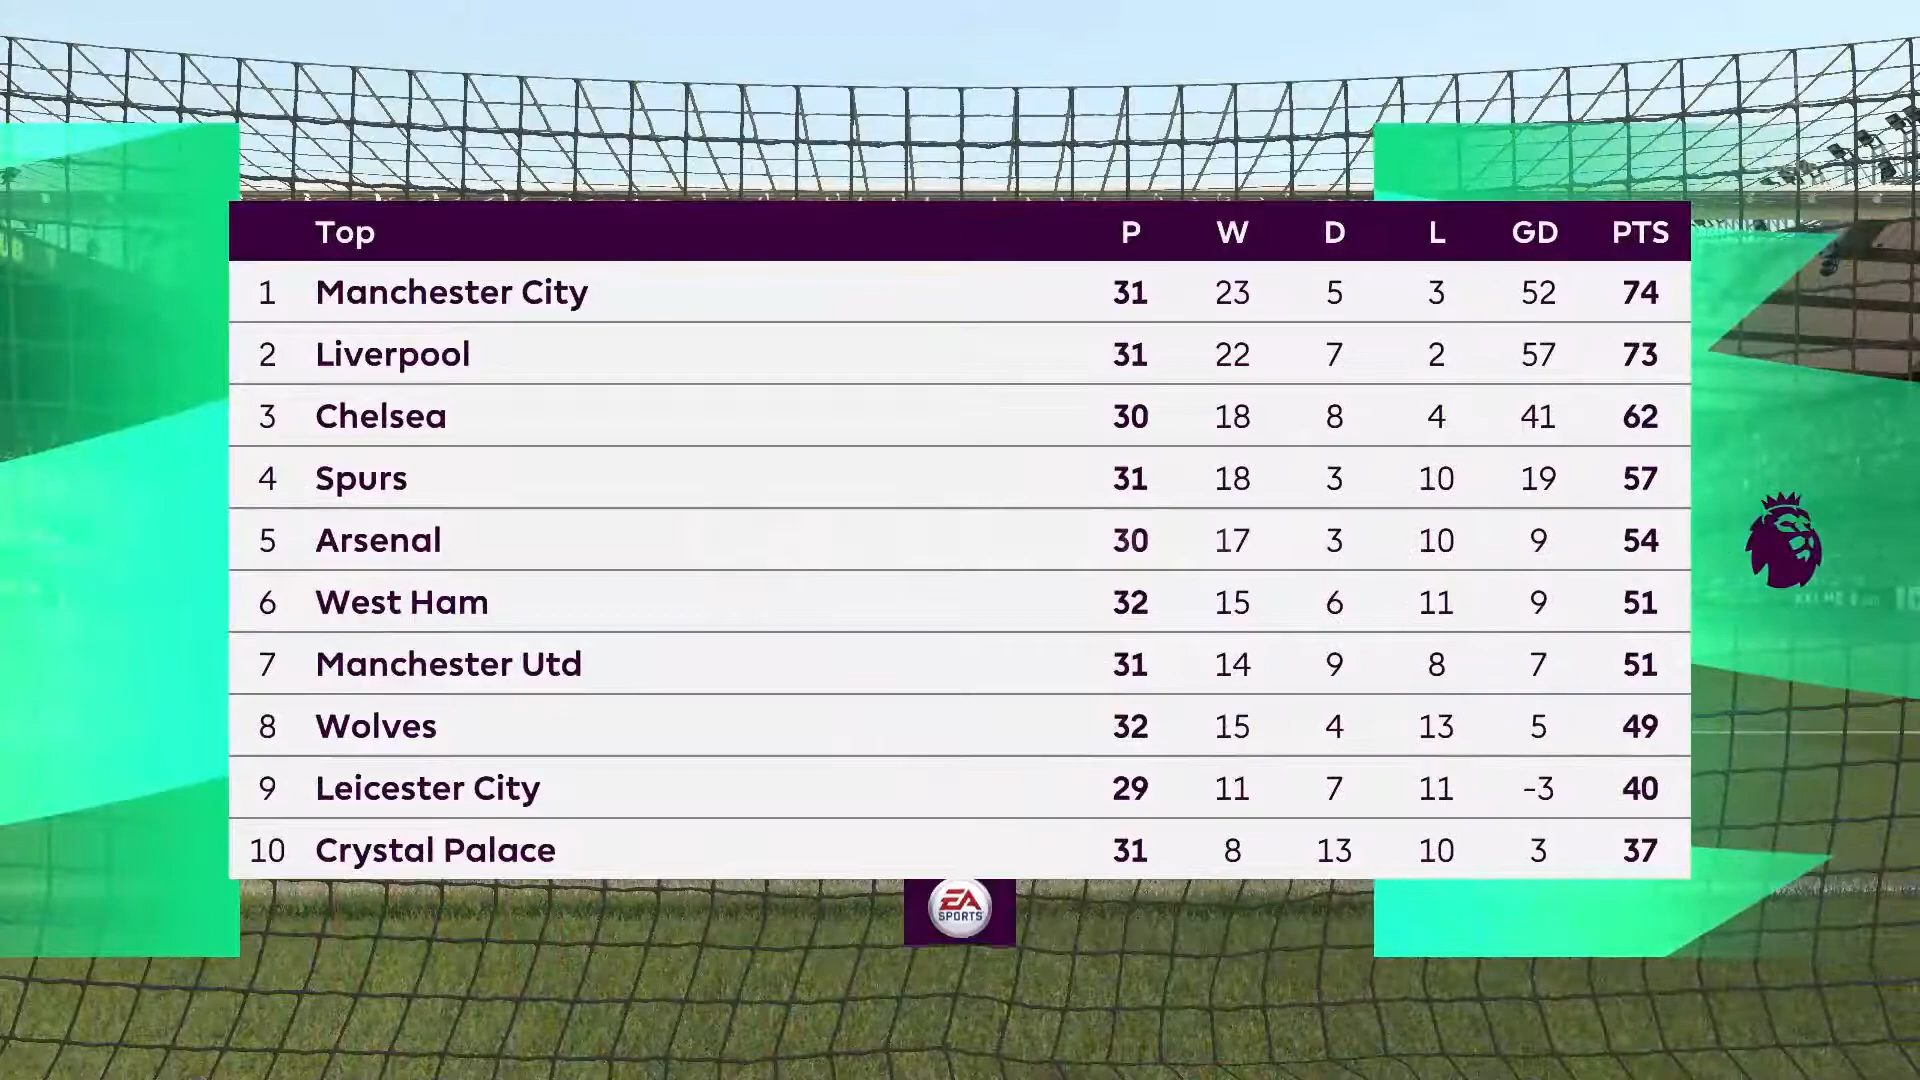 Top P W D L GD PTS
1 Manchester City 31 23 5 3 52 74
2 Liverpool 31 22 7 2 57 73
3 Chelsea 30 18 8 4 41 62
4 Spurs 31 18 3 10 19 57
5 Arsenal 30 17 3 10 9 54
6 West Ham 32 15 6 11 9 51
7 Manchester Utd 31 14 9 8 7 51
8 Wolves 32 15 4 13 5 49
9 Leicester City 29 11 7 11 -3 40
10 Crystal Palace 31 8 13 10 3 37
EA
SPORTS